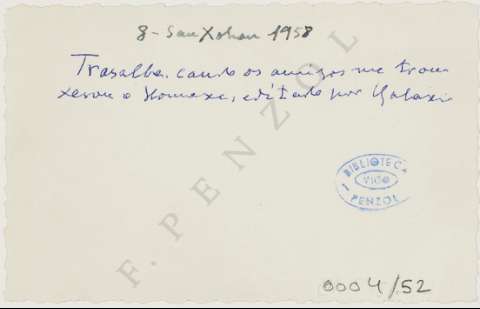 8 - San Xohan 1958
Trasalba, cando os amigos me trou-
xeron o Homaxe, editado por Galaxia
BIBLIOTECA
VIGO
PENZOL
F. PENZOL
0004/52